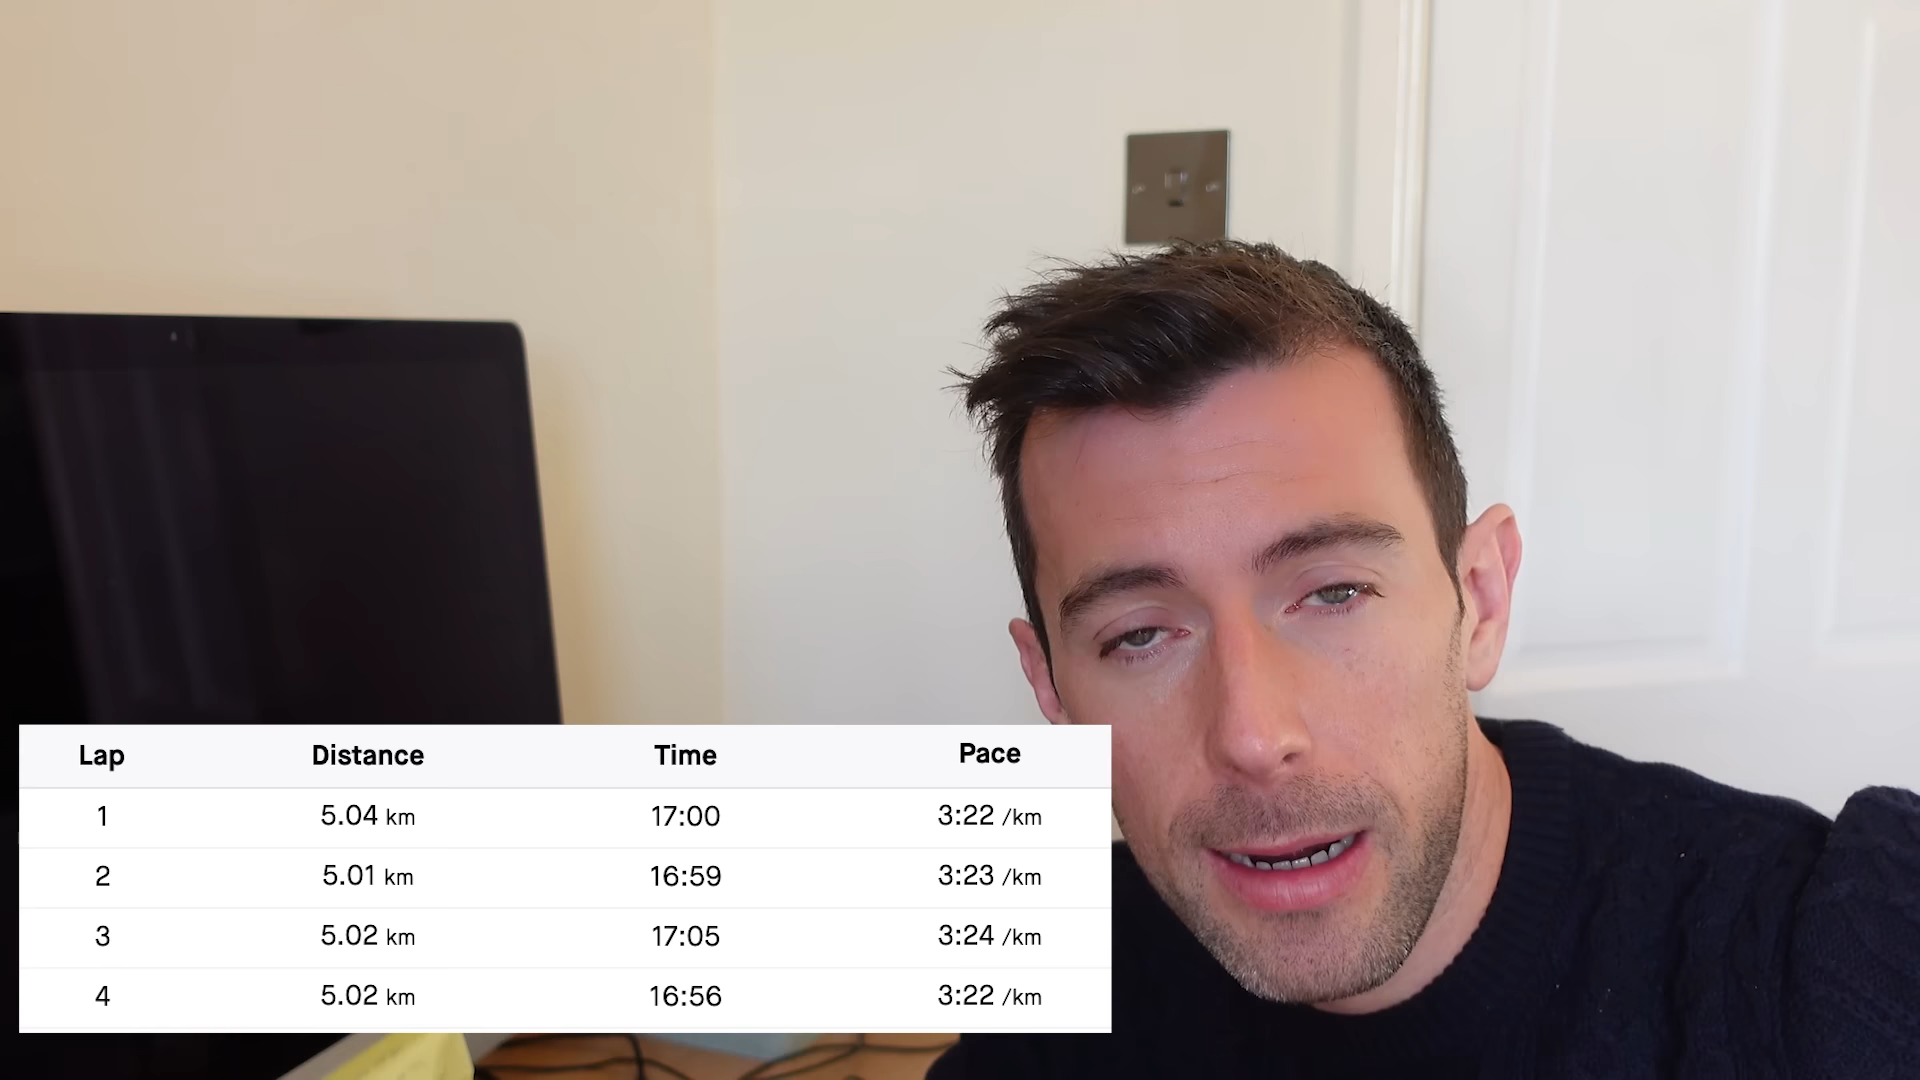 Lap Distance Time Pace
1 5.04 km 17:00 3:22 /km
2 5.01 km 16:59 3:23 /km
3 5.02 km 17:05 3:24 /km
4 5.02 km 16:56 3:22 /km